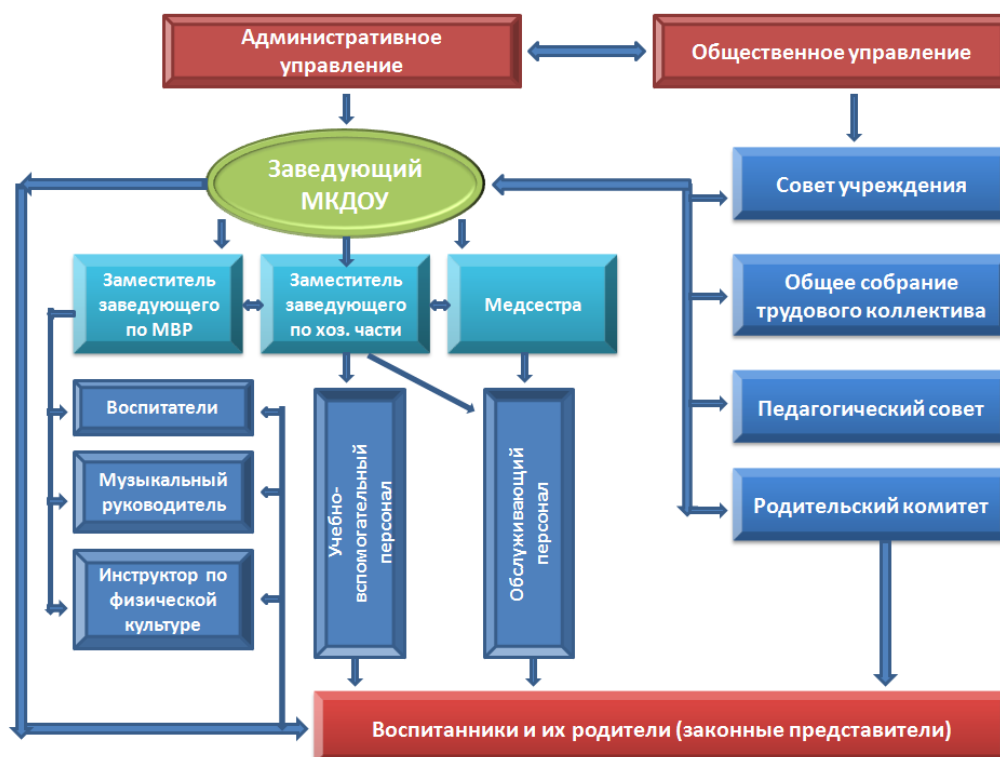 Административное
управление
Общественное управление
Заведующий
МКДОУ
Совет учреждения
Заместитель
заведующего
по МВР
Заместитель
заведующего
по хоз. части
Медсестра
Общее собрание
трудового коллектива
Воспитатели
Музыкальный
руководитель
Инструктор по
физической
культуре
Учебно-
вспомогательный
персонал
Обслуживающий
персонал
Педагогический совет
Родительский комитет
Воспитанники и их родители (законные представители)